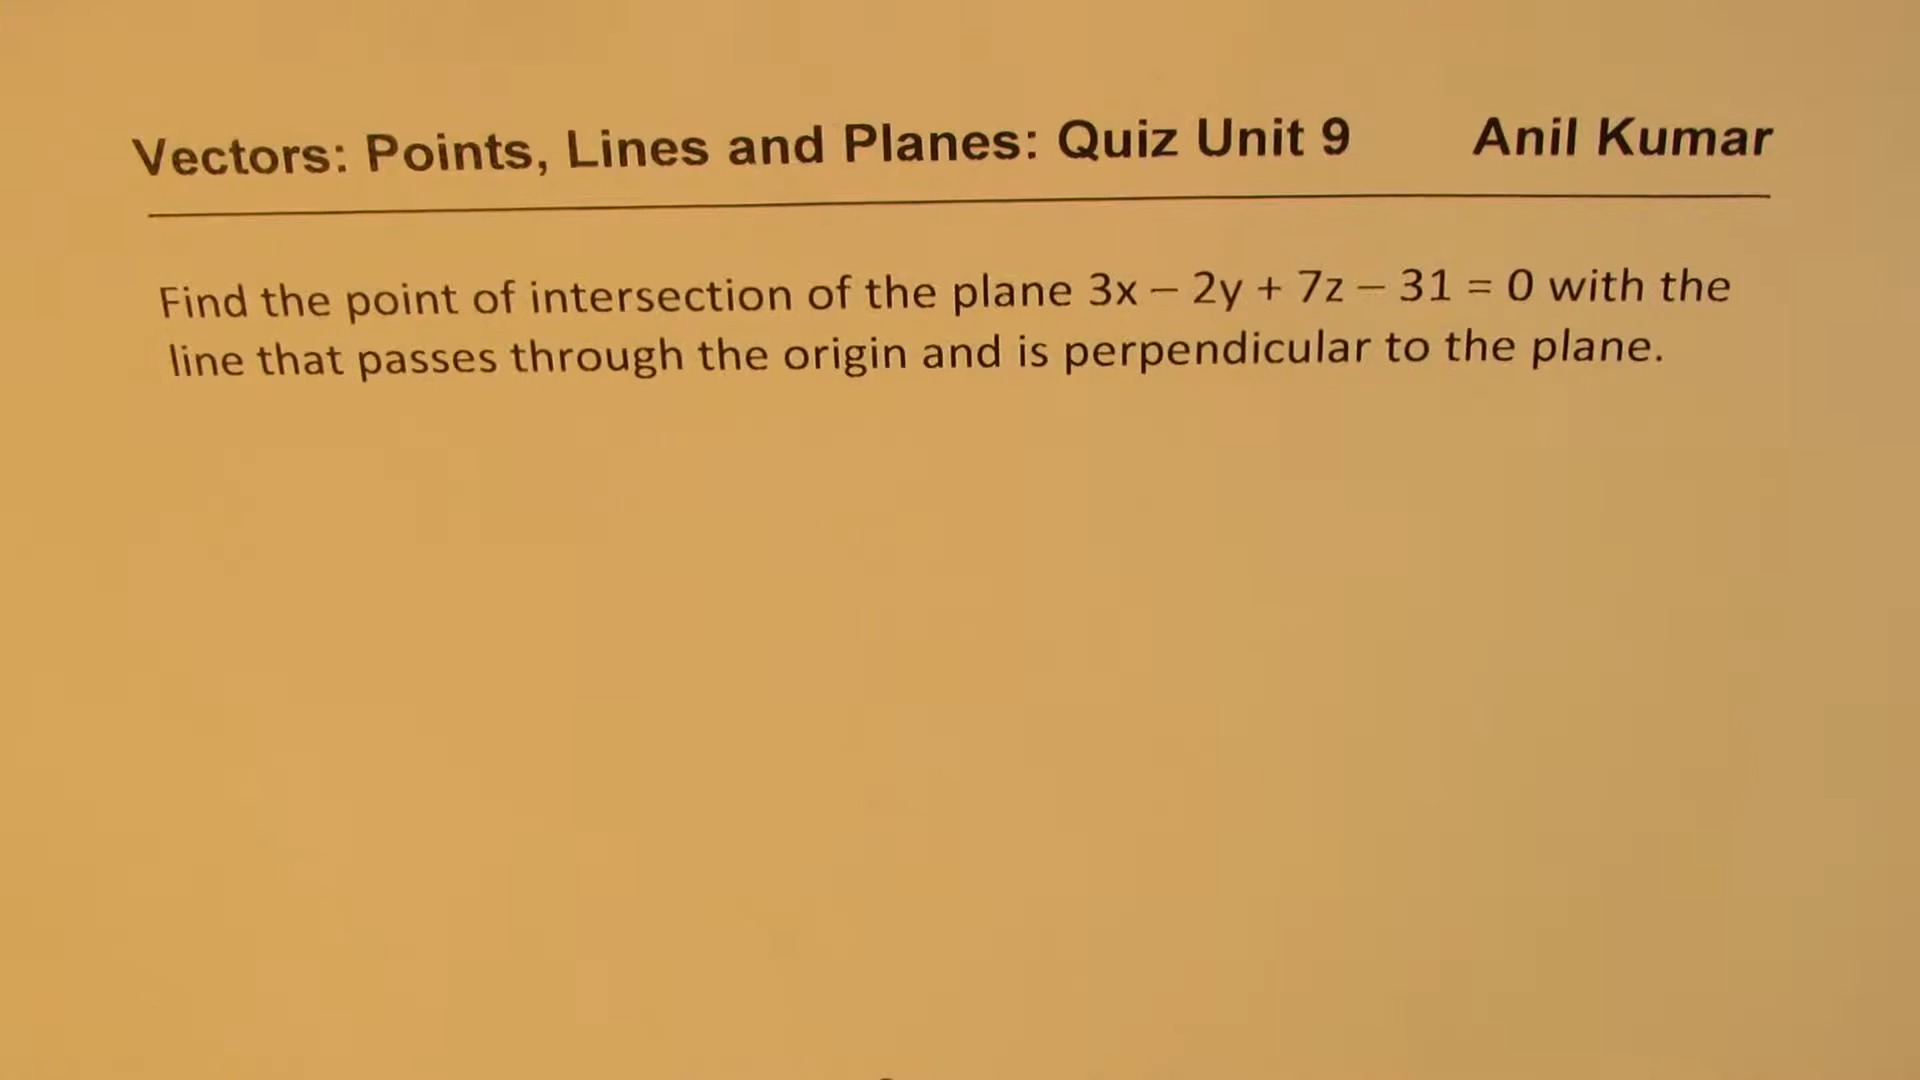 Vectors: Points, Lines and Planes: Quiz Unit 9 Anil Kumar
Find the point of intersection of the plane 3x – 2y + 7z – 31 = 0 with the
line that passes through the origin and is perpendicular to the plane.